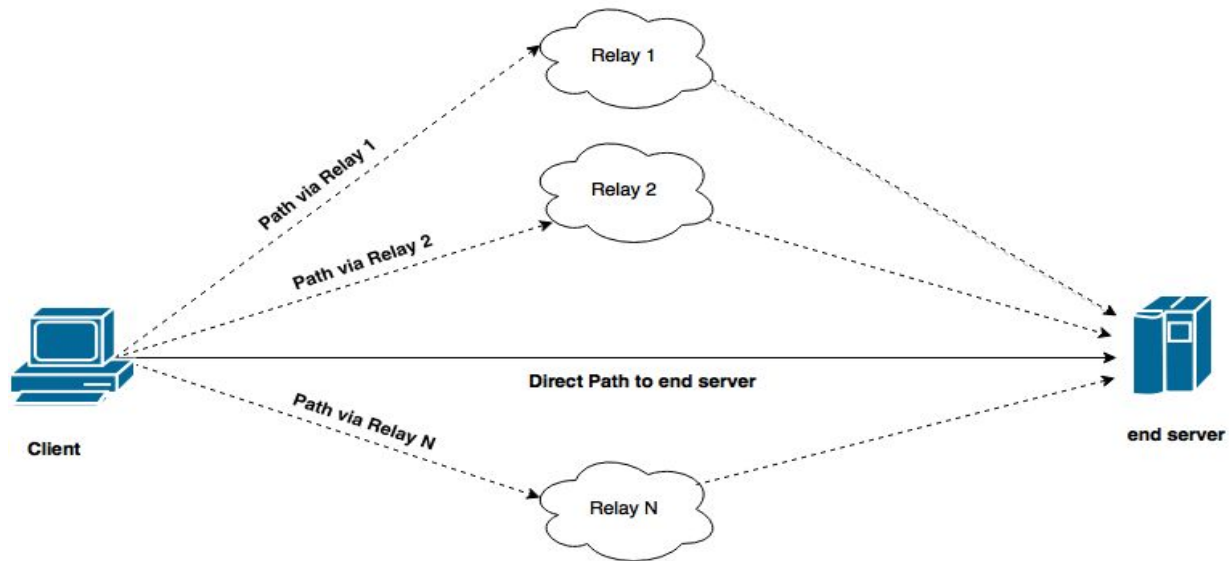 Relay 1
Path via Relay 1
Relay 2
Path via Relay 2
Direct Path to end server
Path via Relay N
Client
end server
Relay N